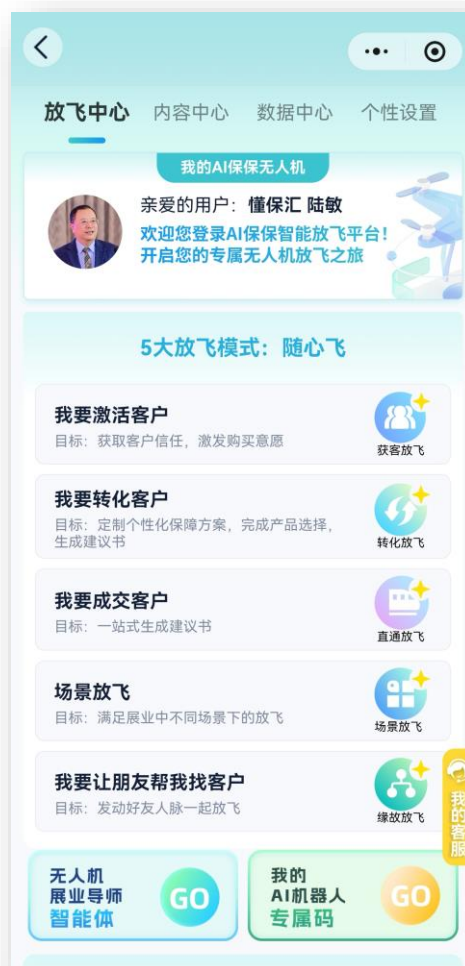 放飞中心 内容中心 数据中心 个性设置
我的AI保保无人机
亲爱的用户：懂保汇 陆敏
欢迎您登录AI保保智能放飞平台！
开启您的专属无人机放飞之旅
5大放飞模式：随心飞
我要激活客户
目标：获取客户信任，激发购买意愿
获客放飞
我要转化客户
目标：定制个性化保障方案，完成产品选择，
生成建议书
转化放飞
我要成交客户
目标：一站式生成建议书
直通放飞
场景放飞
目标：满足展业中不同场景下的放飞
场景放飞
我要让朋友帮我找客户
目标：发动好友人脉一起放飞
缘故放飞
我的客服
无人机
展业导师
智能体
GO
我的
AI机器人
专属码
GO